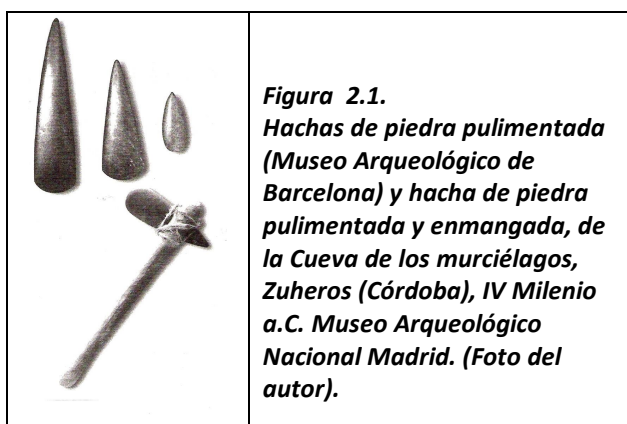 Figura 2.1.
Hachas de piedra pulimentada
(Museo Arqueológico de
Barcelona) y hacha de piedra
pulimentada y enmangada, de
la Cueva de los murciélagos,
Zuheros (Córdoba), IV Milenio
a.C. Museo Arqueológico
Nacional Madrid. (Foto del
autor).